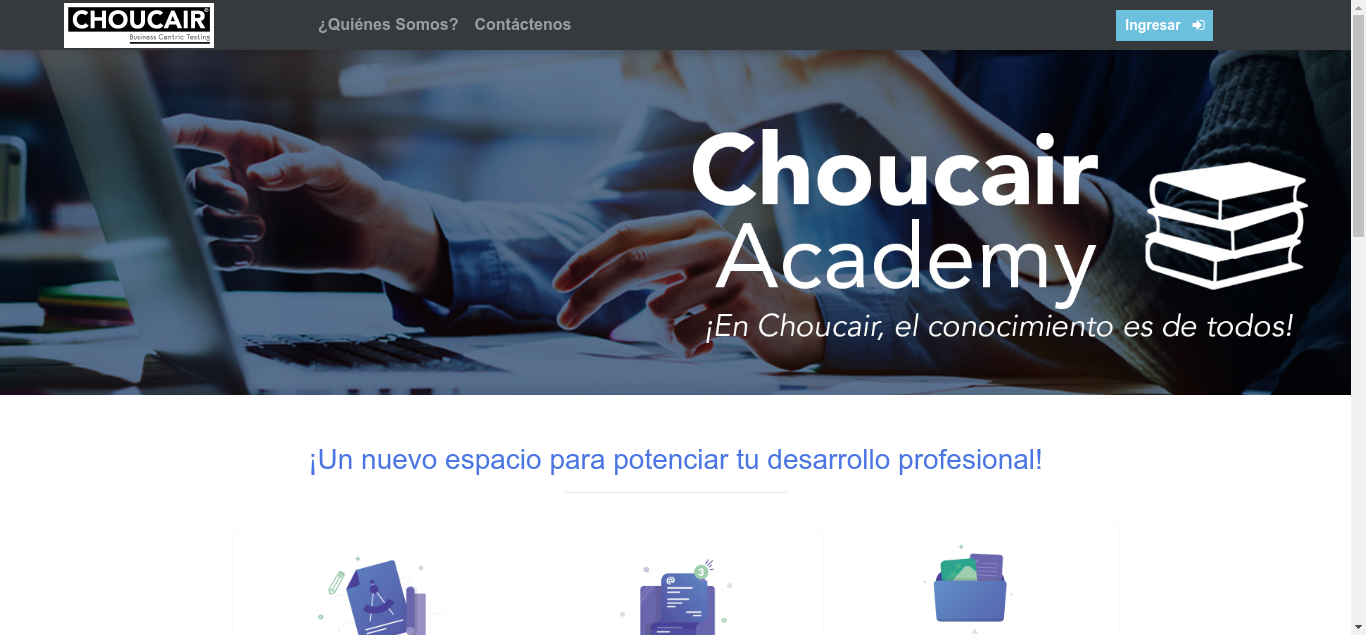 CHOUCAIR®
Business Centric Testing
¿Quiénes Somos?
Contáctenos
Ingresar
Choucair
Academy
¡En Choucair, el conocimiento es de todos!
¡Un nuevo espacio para potenciar tu desarrollo profesional!
@
3